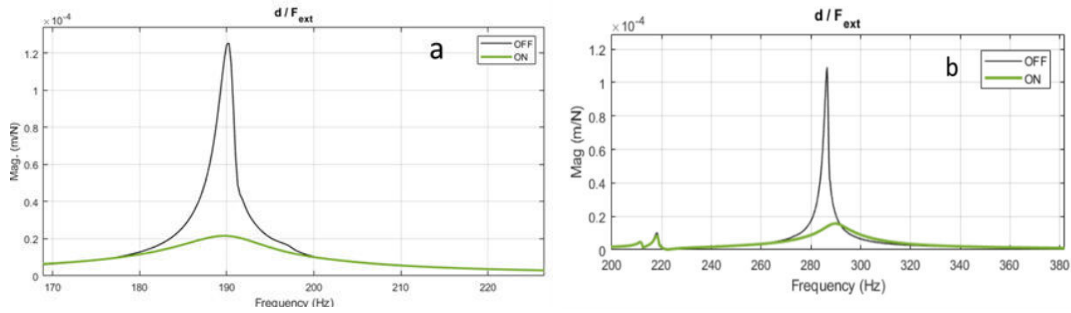 d / F_ext
×10⁻⁴
a
OFF
ON
1.2
1
0.8
0.6
0.4
0.2
0
Mag. (m/N)
170 180 190 200 210 220
Frequency (Hz)
d / F_ext
×10⁻⁴
b
OFF
ON
1.2
1
0.8
0.6
0.4
0.2
0
Mag (m/N)
200 220 240 260 280 300 320 340 360 380
Frequency (Hz)